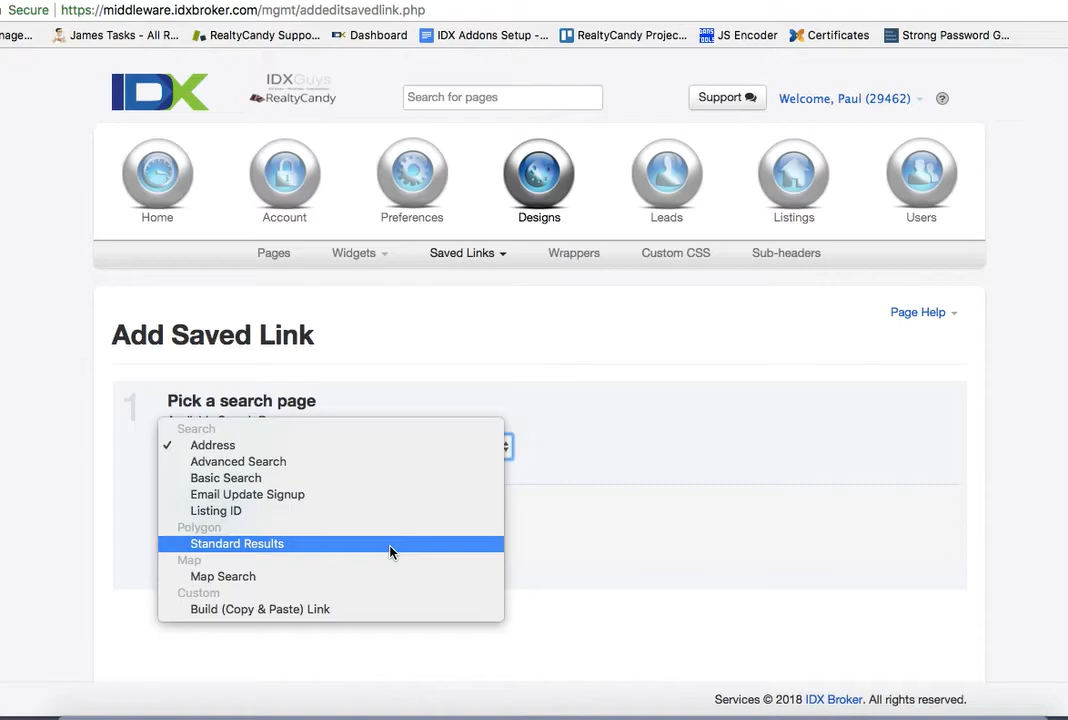 Secure https://middleware.idxbroker.com/mgmt/addeditsavedlink.php
nage... James Tasks - All R... RealtyCandy Suppo... Dashboard IDX Addons Setup -... RealtyCandy Projec... JS Encoder Certificates Strong Password G...
IDX IDXGuys RealtyCandy Search for pages Support Welcome, Paul (29462) ?
Home Account Preferences Designs Leads Listings Users
Pages Widgets Saved Links Wrappers Custom CSS Sub-headers
Page Help
Add Saved Link
1 Pick a search page
Search
✓ Address
Advanced Search
Basic Search
Email Update Signup
Listing ID
Polygon
Standard Results
Map
Map Search
Custom
Build (Copy & Paste) Link
Services © 2018 IDX Broker. All rights reserved.